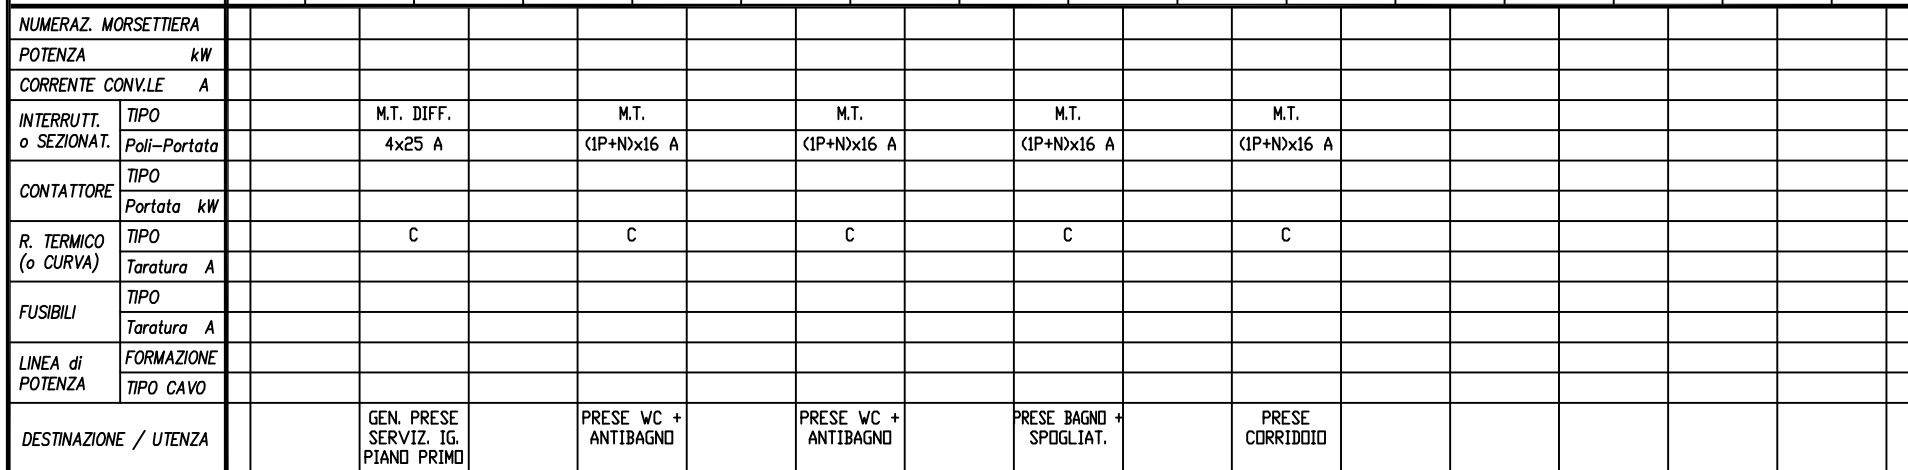 NUMERAZ. MORSETTIERA
POTENZA kW
CORRENTE CONV.LE A
INTERRUTT.
o SEZIONAT.
TIPO M.T. DIFF. M.T. M.T. M.T. M.T.
Poli-Portata 4x25 A (1P+N)x16 A (1P+N)x16 A (1P+N)x16 A (1P+N)x16 A
CONTATTORE
TIPO
Portata kW
R. TERMICO
(o CURVA)
TIPO C C C C C
Taratura A
FUSIBILI
TIPO
Taratura A
LINEA di
POTENZA
FORMAZIONE
TIPO CAVO
DESTINAZIONE / UTENZA
GEN. PRESE
SERVIZ. IG.
PIANO PRIMO
PRESE WC +
ANTIBAGNO
PRESE WC +
ANTIBAGNO
PRESE BAGNO +
SPOGLIAT.
PRESE
CORRIDOIO